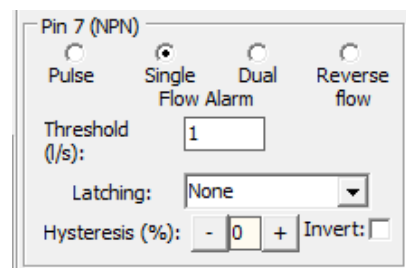 Pin 7 (NPN)
Pulse Single Dual Reverse
Flow Alarm flow
Threshold
(l/s): 1
Latching: None
Hysteresis (%): - 0 + Invert: